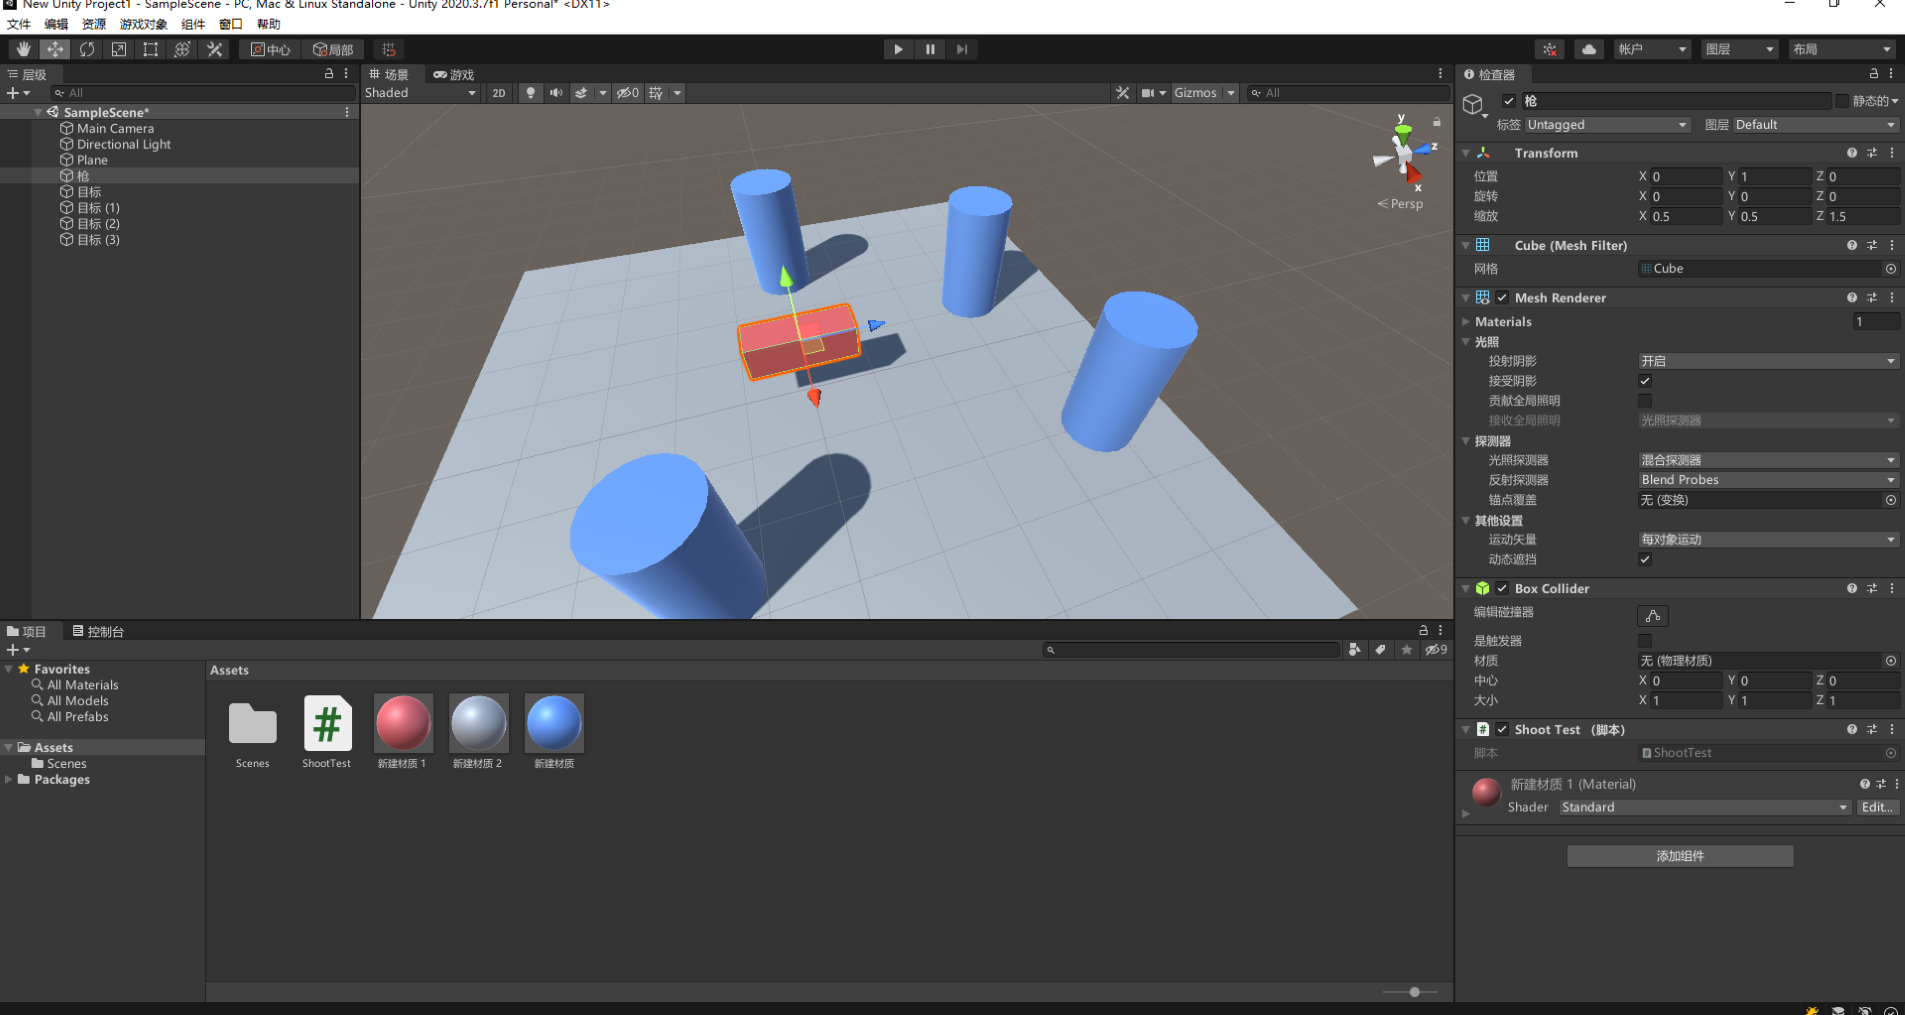 New Unity Project1 - SampleScene - PC, Mac & Linux Standalone - Unity 2020.3.7f1 Personal* <DX11>
文件 编辑 资源 游戏对象 组件 窗口 帮助
中心 局部 帐户 图层 布局
层级
All
SampleScene*
Main Camera
Directional Light
Plane
枪
目标
目标 (1)
目标 (2)
目标 (3)
场景 游戏
Shaded 2D 0 Gizmos All
y
z
x
Persp
检查器
枪 静态的
标签 Untagged 图层 Default
Transform
位置 X 0 Y 1 Z 0
旋转 X 0 Y 0 Z 0
缩放 X 0.5 Y 0.5 Z 1.5
Cube (Mesh Filter)
网格 Cube
Mesh Renderer
Materials 1
光照
投射阴影 开启
接受阴影
贡献全局照明
接收全局照明 光照探测器
探测器
光照探测器 混合探测器
反射探测器 Blend Probes
锚点覆盖 无 (变换)
其他设置
运动矢量 每对象运动
动态遮挡
Box Collider
编辑碰撞器
是触发器
材质 无 (物理材质)
中心 X 0 Y 0 Z 0
大小 X 1 Y 1 Z 1
Shoot Test （脚本）
脚本 ShootTest
新建材质 1 (Material)
Shader Standard Edit...
添加组件
项目 控制台
9
Favorites
All Materials
All Models
All Prefabs
Assets
Scenes
Packages
Assets
Scenes ShootTest 新建材质 1 新建材质 2 新建材质